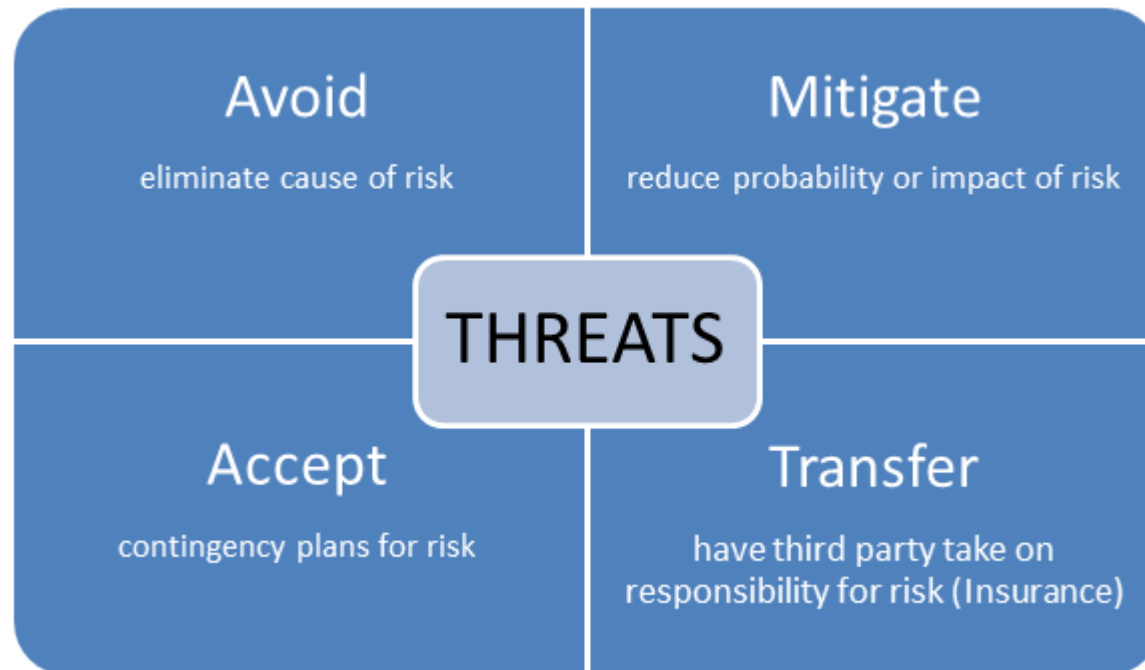 Avoid
eliminate cause of risk
Mitigate
reduce probability or impact of risk
THREATS
Accept
contingency plans for risk
Transfer
have third party take on
responsibility for risk (Insurance)